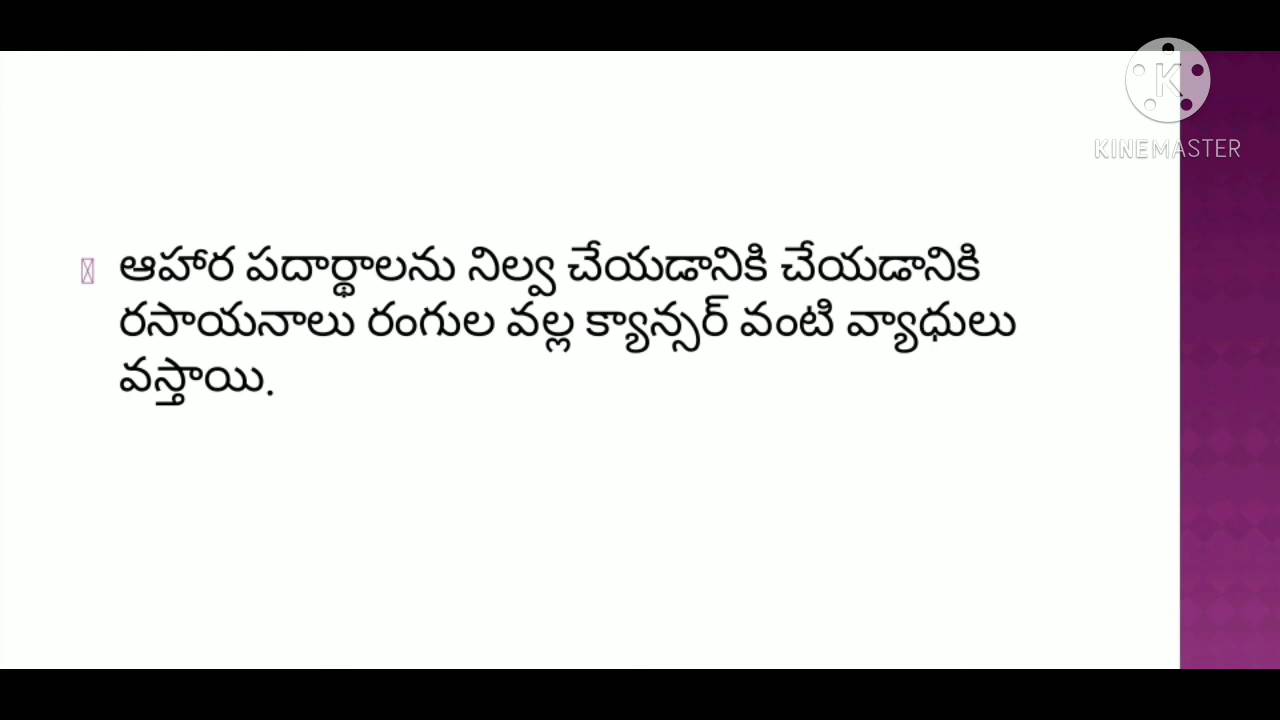 KINEMASTER
ఆహార పదార్థాలను నిల్వ చేయడానికి చేయడానికి
రసాయనాలు రంగుల వల్ల క్యాన్సర్ వంటి వ్యాధులు
వస్తాయి.